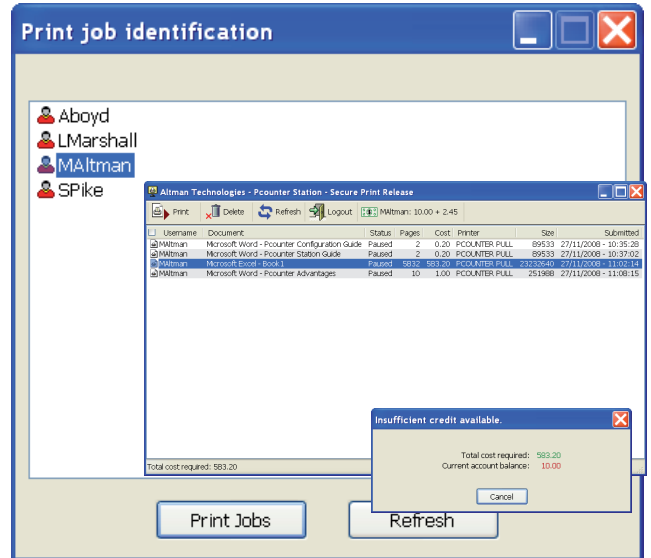 Print job identification
Aboyd
LMarshall
MAltman
SPike
Altman Technologies - Pcounter Station - Secure Print Release
Print Delete Refresh Logout MAltman: 10.00 + 2.45
Username Document Status Pages Cost Printer Size Submitted
MAltman Microsoft Word - Pcounter Configuration Guide Paused 2 0.20 PCOUNTER PULL 89533 27/11/2008 - 10:35:28
MAltman Microsoft Word - Pcounter Station Guide Paused 2 0.20 PCOUNTER PULL 89533 27/11/2008 - 10:37:02
MAltman Microsoft Excel - Book1 Paused 5832 583.20 PCOUNTER PULL 23232640 27/11/2008 - 11:02:14
MAltman Microsoft Word - Pcounter Advantages Paused 10 1.00 PCOUNTER PULL 251988 27/11/2008 - 11:08:15
Insufficient credit available.
Total cost required: 583.20
Current account balance: 10.00
Cancel
Total cost required: 583.20
Print Jobs
Refresh